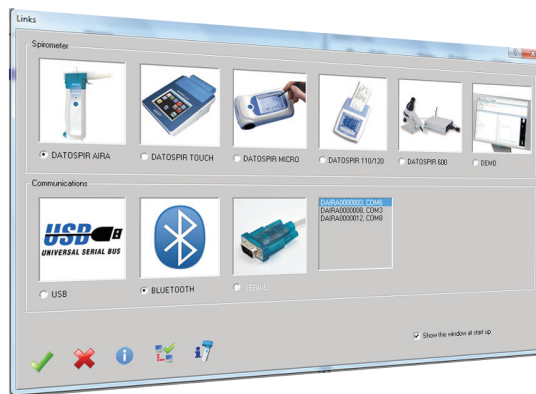 Links
Spirometer
DATOSPIR AIRA
DATOSPIR TOUCH
DATOSPIR MICRO
DATOSPIR 110/120
DATOSPIR 600
DEMO
Communications
USB
UNIVERSAL SERIAL BUS
DAIRA0000003, COM6
DAIRA0000008, COM3
DAIRA0000012, COM8
USB
BLUETOOTH
SERIAL
Show this window at start up